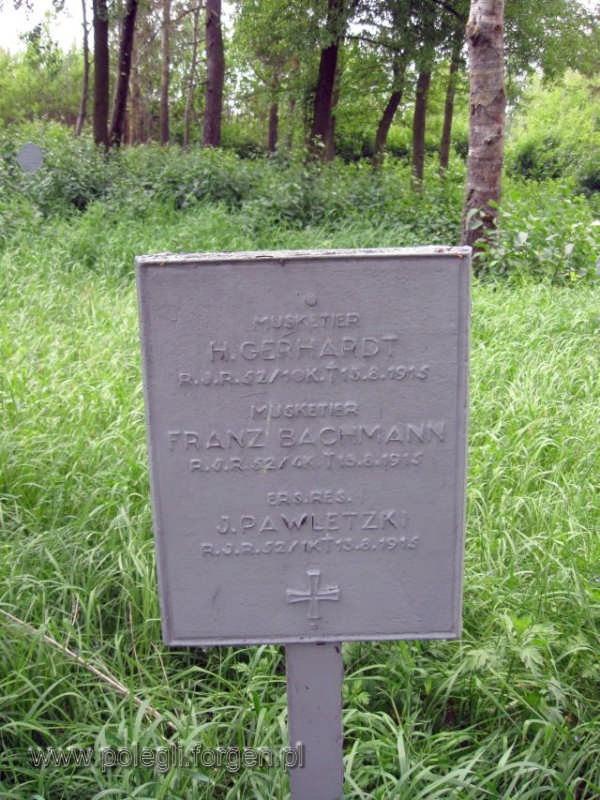 MUSKETIER
H. GERHARDT
R.J.R. 52/10K. † 13.8.1915
MUSKETIER
FRANZ BACHMANN
R.J.R. 52/4K. † 13.8.1915
ERS. RES.
J. PAWLETZKI
R.J.R. 52/1K † 13.8.1915
www.polegli.forgen.pl